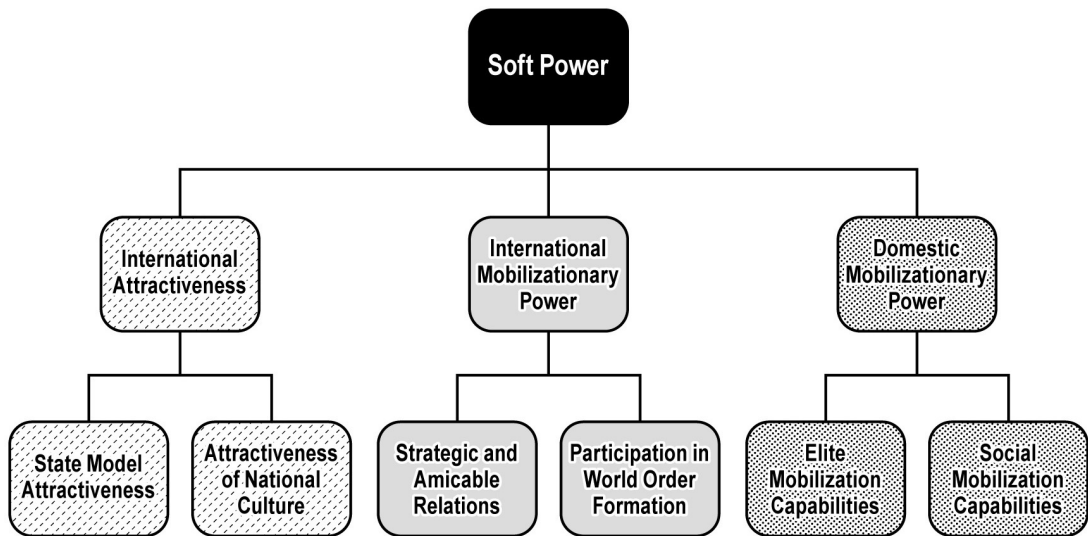 Soft Power
International
Attractiveness
International
Mobilizationary
Power
Domestic
Mobilizationary
Power
State Model
Attractiveness
Attractiveness
of National
Culture
Strategic and
Amicable
Relations
Participation in
World Order
Formation
Elite
Mobilization
Capabilities
Social
Mobilization
Capabilities